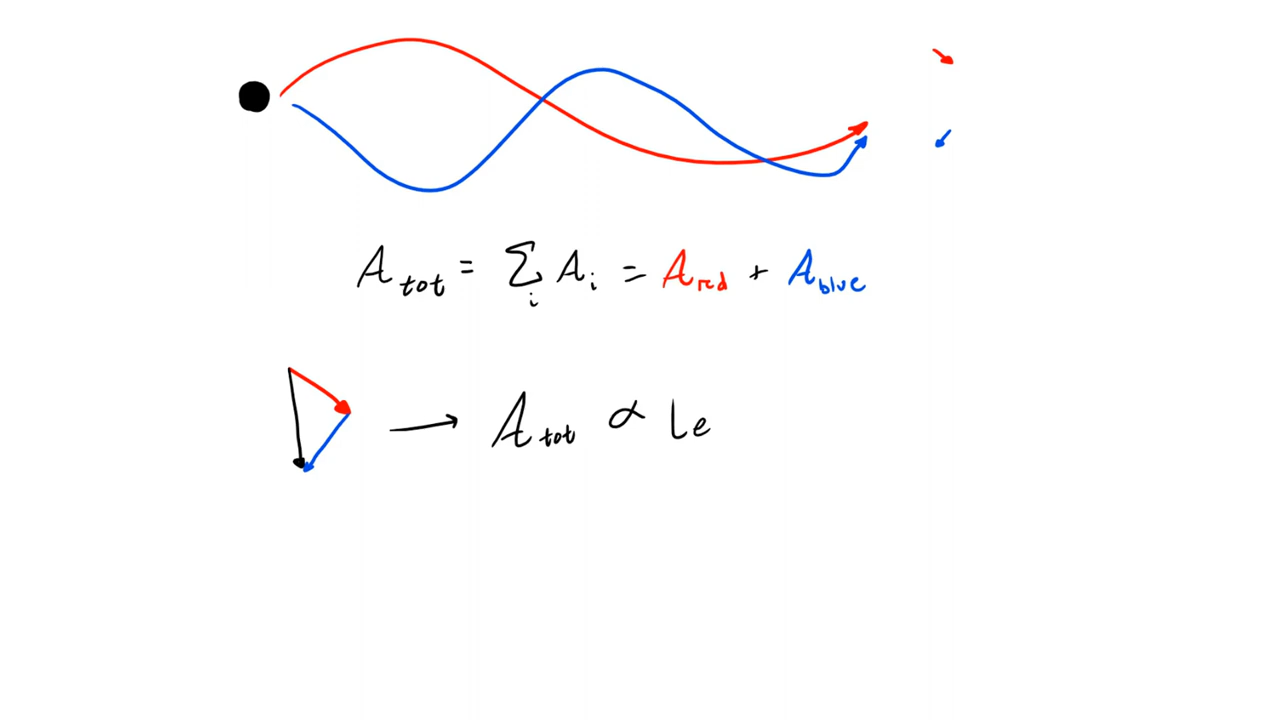 A_tot = Σ_i A_i = A_red + A_blue
→ A_tot ∝ le